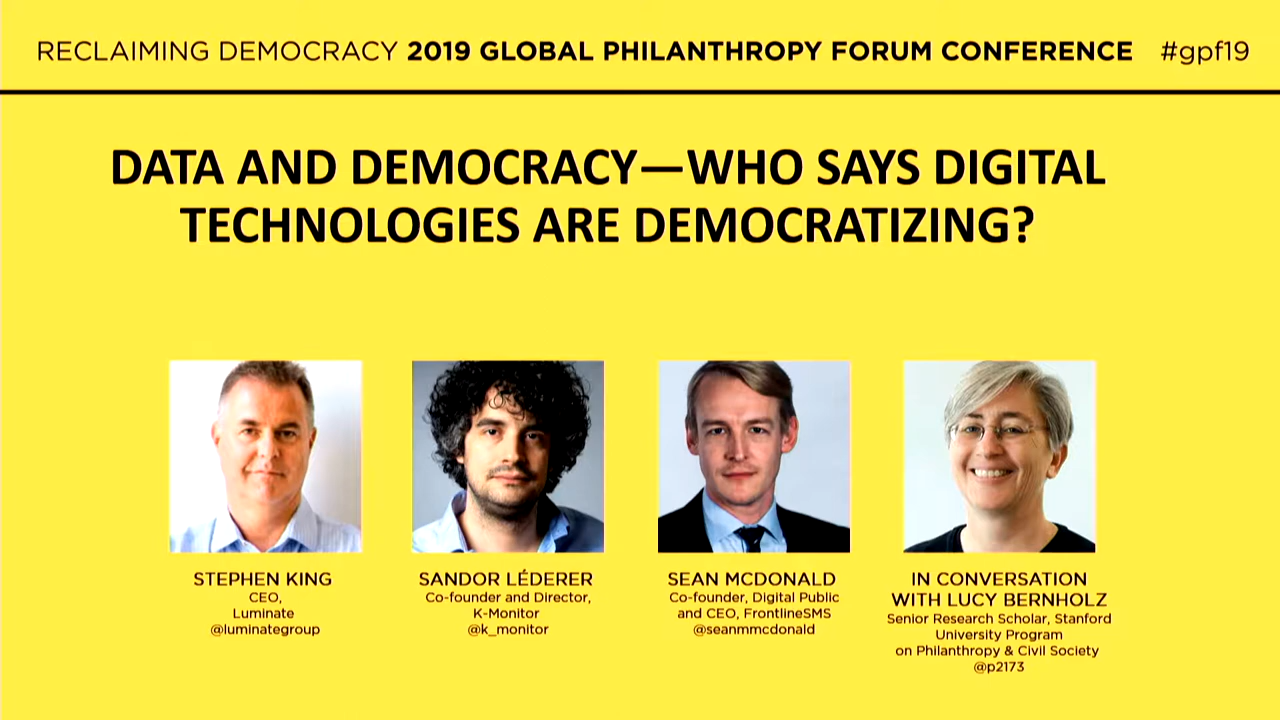 RECLAIMING DEMOCRACY 2019 GLOBAL PHILANTHROPY FORUM CONFERENCE #gpf19
DATA AND DEMOCRACY—WHO SAYS DIGITAL
TECHNOLOGIES ARE DEMOCRATIZING?
STEPHEN KING
CEO,
Luminate
@luminategroup
SANDOR LÉDERER
Co-founder and Director,
K-Monitor
@k_monitor
SEAN MCDONALD
Co-founder, Digital Public
and CEO, FrontlineSMS
@seanmmcdonald
IN CONVERSATION
WITH LUCY BERNHOLZ
Senior Research Scholar, Stanford
University Program
on Philanthropy & Civil Society
@p2173